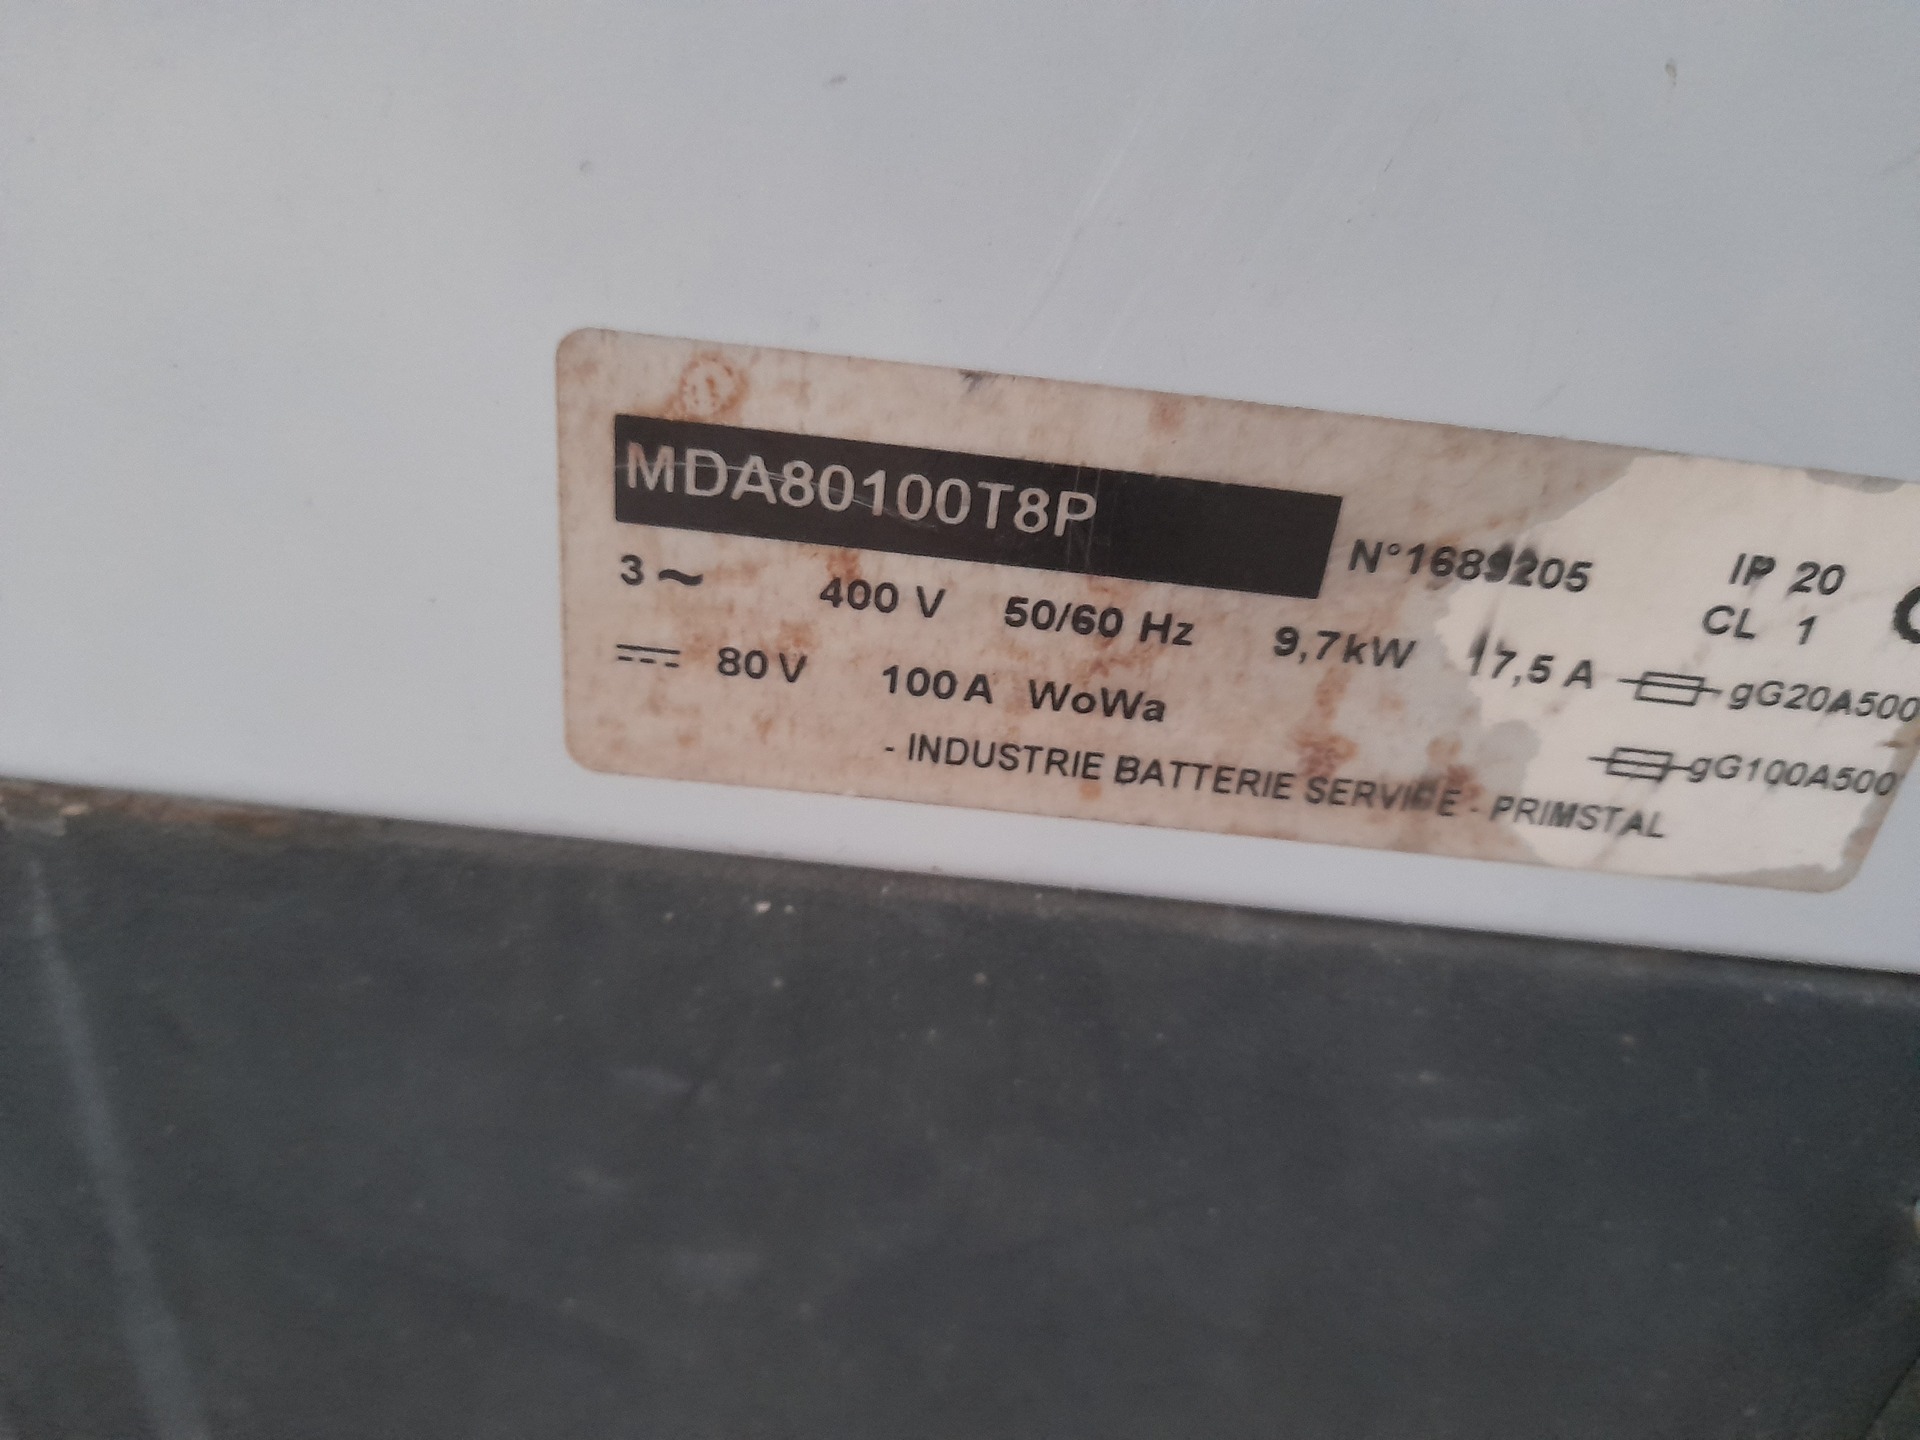 MDA80100T8P
N°1689205 IP 20
3~ 400 V 50/60 Hz 9,7kW 17,5 A gG20A500
CL 1
80 V 100 A WoWa gG100A500
- INDUSTRIE BATTERIE SERVICE - PRIMSTAL